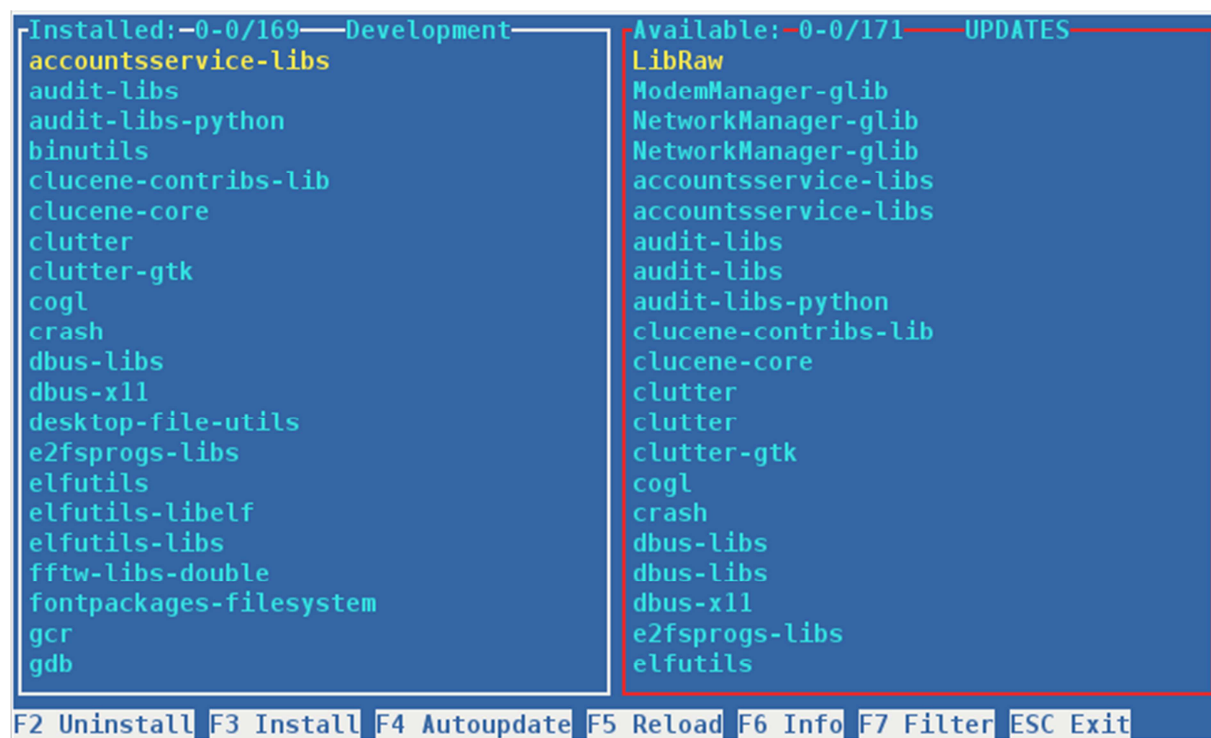 Installed: 0-0/169 Development
accountsservice-libs
audit-libs
audit-libs-python
binutils
clucene-contribs-lib
clucene-core
clutter
clutter-gtk
cogl
crash
dbus-libs
dbus-x11
desktop-file-utils
e2fsprogs-libs
elfutils
elfutils-libelf
elfutils-libs
fftw-libs-double
fontpackages-filesystem
gcr
gdb
Available: 0-0/171 UPDATES
LibRaw
ModemManager-glib
NetworkManager-glib
NetworkManager-glib
accountsservice-libs
accountsservice-libs
audit-libs
audit-libs
audit-libs-python
clucene-contribs-lib
clucene-core
clutter
clutter
clutter-gtk
cogl
crash
dbus-libs
dbus-libs
dbus-x11
e2fsprogs-libs
elfutils
F2 Uninstall F3 Install F4 Autoupdate F5 Reload F6 Info F7 Filter ESC Exit